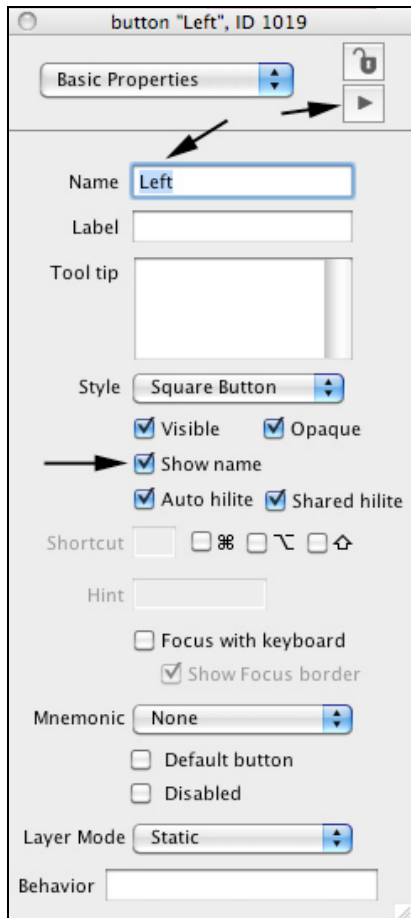 button "Left", ID 1019
Basic Properties
Name Left
Label
Tool tip
Style Square Button
Visible Opaque
Show name
Auto hilite Shared hilite
Shortcut ⌘ ⌥ ⇧
Hint
Focus with keyboard
Show Focus border
Mnemonic None
Default button
Disabled
Layer Mode Static
Behavior